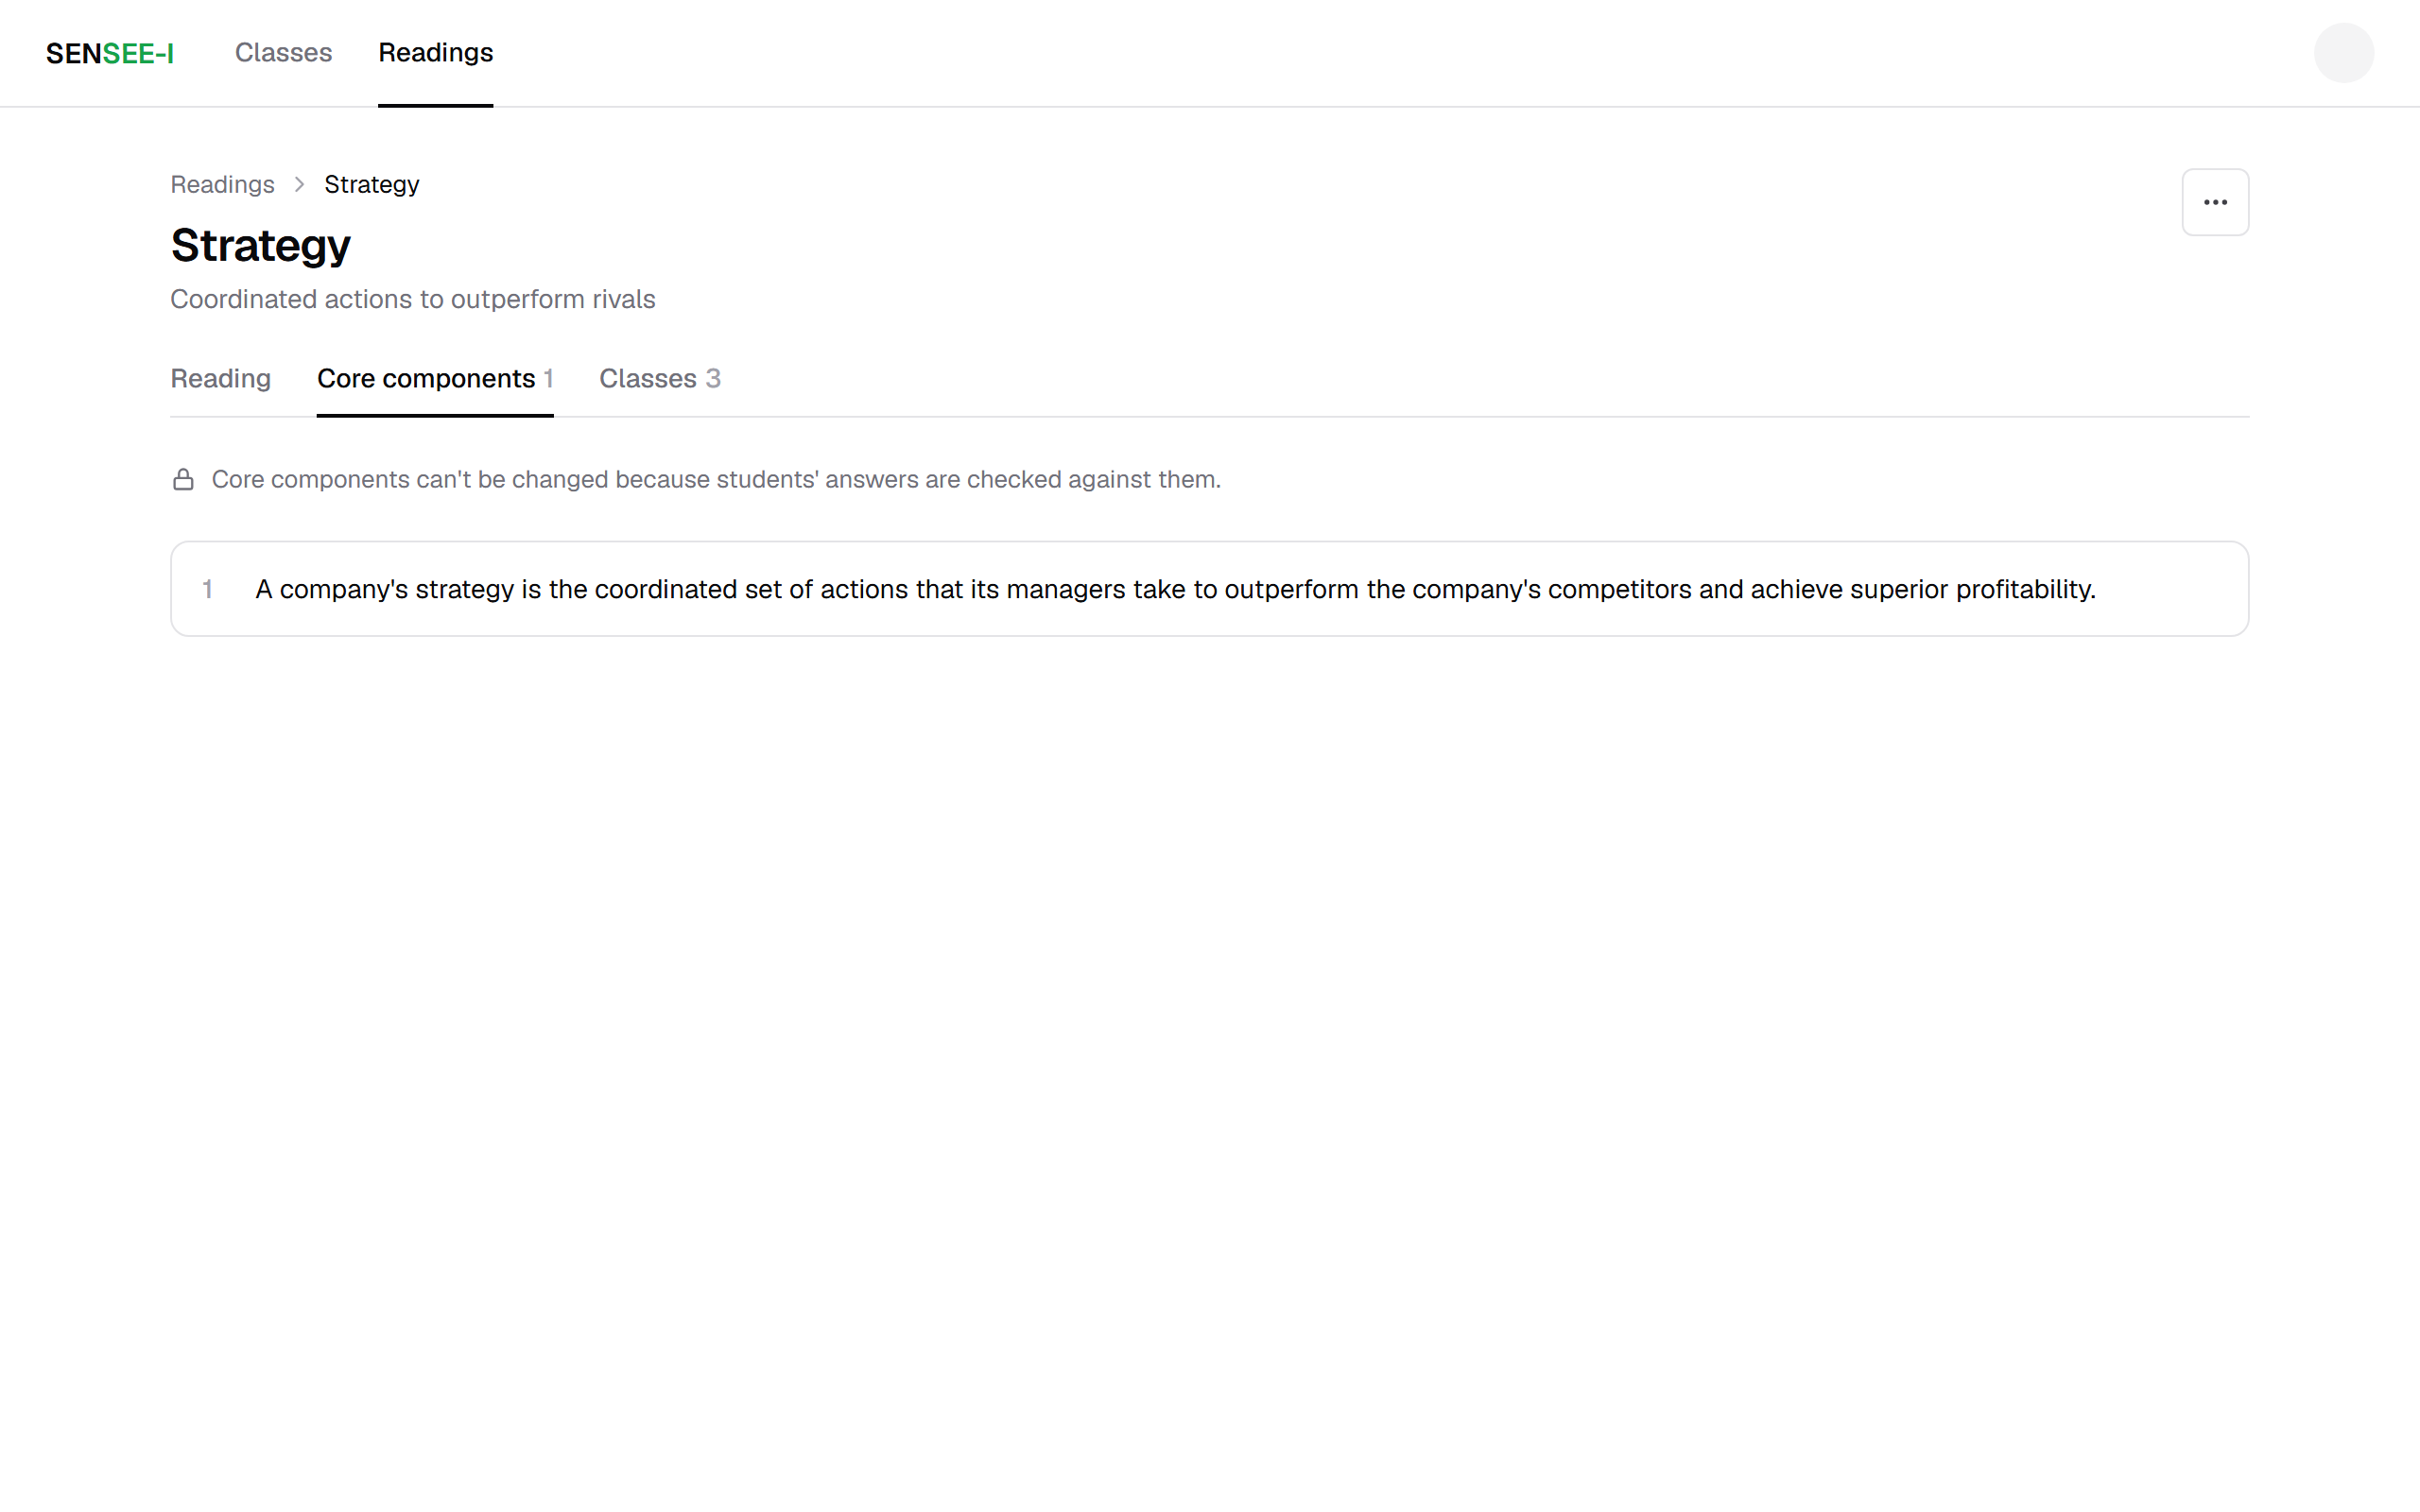 SENSEE-I Classes Readings
Readings > Strategy
Strategy
Coordinated actions to outperform rivals
Reading Core components 1 Classes 3
Core components can't be changed because students' answers are checked against them.
1 A company's strategy is the coordinated set of actions that its managers take to outperform the company's competitors and achieve superior profitability.